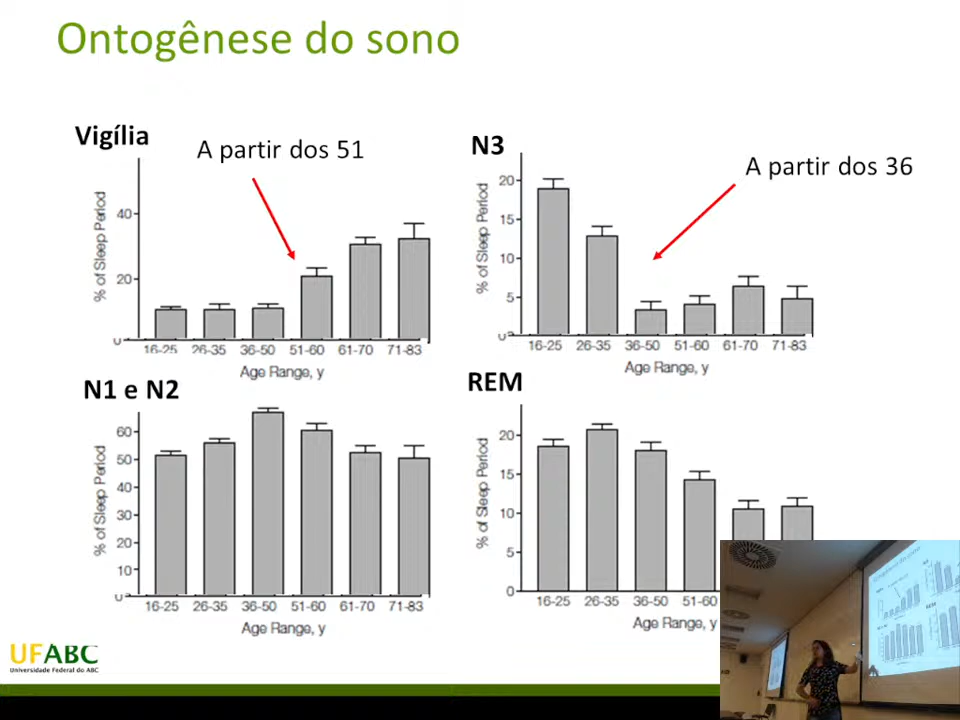 Ontogênese do sono
Vigília
A partir dos 51
% of Sleep Period
40
20
0
16-25 26-35 36-50 51-60 61-70 71-83
Age Range, y
N3
A partir dos 36
% of Sleep Period
20
15
10
5
0
16-25 26-35 36-50 51-60 61-70 71-83
Age Range, y
N1 e N2
% of Sleep Period
60
50
40
30
20
10
0
16-25 26-35 36-50 51-60 61-70 71-83
Age Range, y
REM
% of Sleep Period
20
15
10
5
0
16-25 26-35 36-50 51-60
Age Range, y
UFABC
Universidade Federal do ABC
Ontogênese do sono